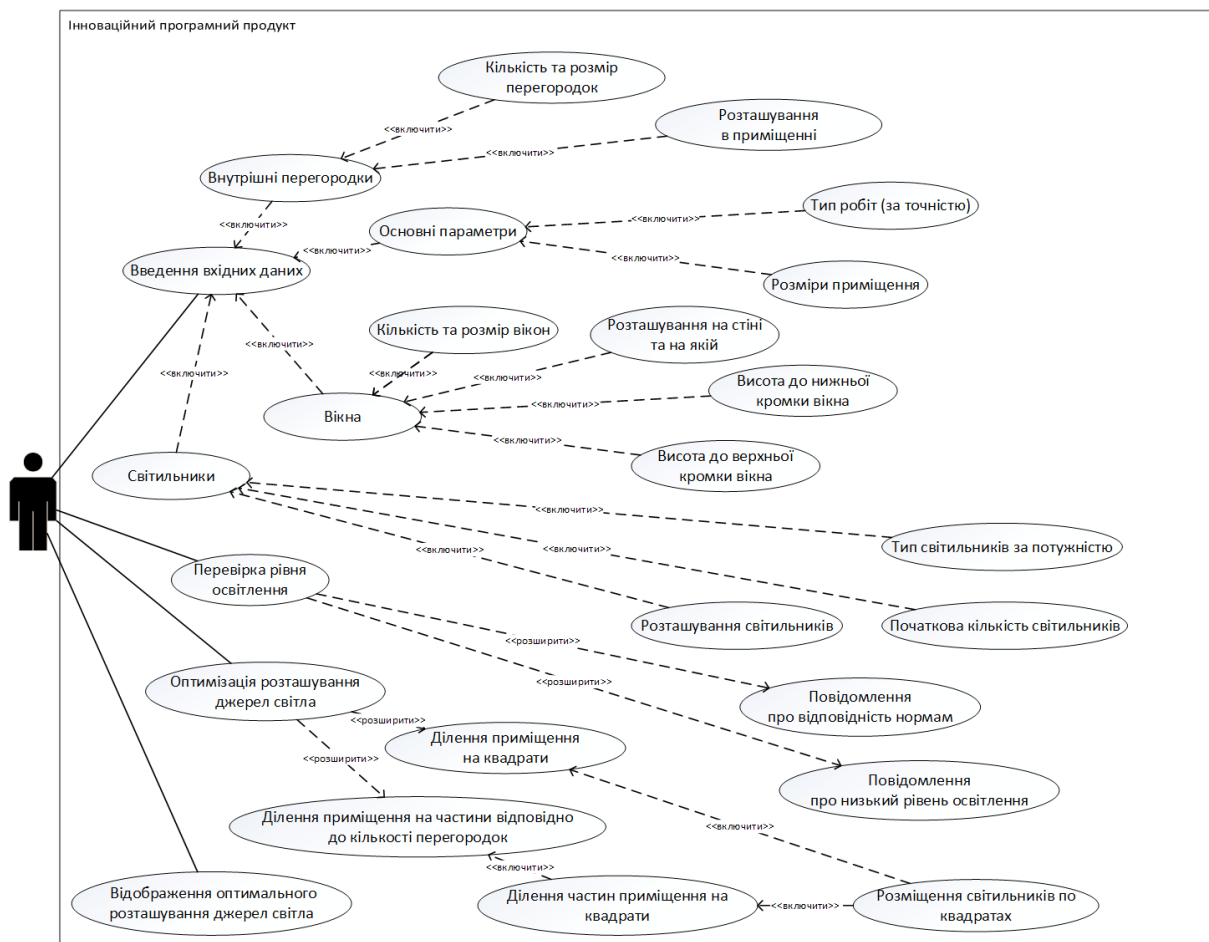 Інноваційний програмний продукт
Кількість та розмір
перегородок
<<включити>>
Розташування
в приміщенні
<<включити>>
Внутрішні перегородки
Тип робіт (за точністю)
<<включити>>
<<включити>>
Основні параметри
<<включити>>
Введення вхідних даних
<<включити>>
Розміри приміщення
Кількість та розмір вікон
Розташування на стіні
та на якій
<<включити>>
<<включити>>
<<включити>>
<<включити>>
Висота до нижньої
кромки вікна
<<включити>>
Вікна
<<включити>>
Висота до верхньої
кромки вікна
Світильники
<<включити>>
Тип світильників за потужністю
<<включити>>
<<включити>>
Перевірка рівня
освітлення
Розташування світильників
Початкова кількість світильників
<<розширити>>
Оптимізація розташування
джерел світла
<<розширити>>
Повідомлення
про відповідність нормам
<<розширити>>
Ділення приміщення
на квадрати
<<розширити>>
Повідомлення
про низький рівень освітлення
Ділення приміщення на частини відповідно
до кількості перегородок
<<включити>>
<<включити>>
Відображення оптимального
розташування джерел світла
Ділення частин приміщення на
квадрати
<<включити>>
Розміщення світильників по
квадратах